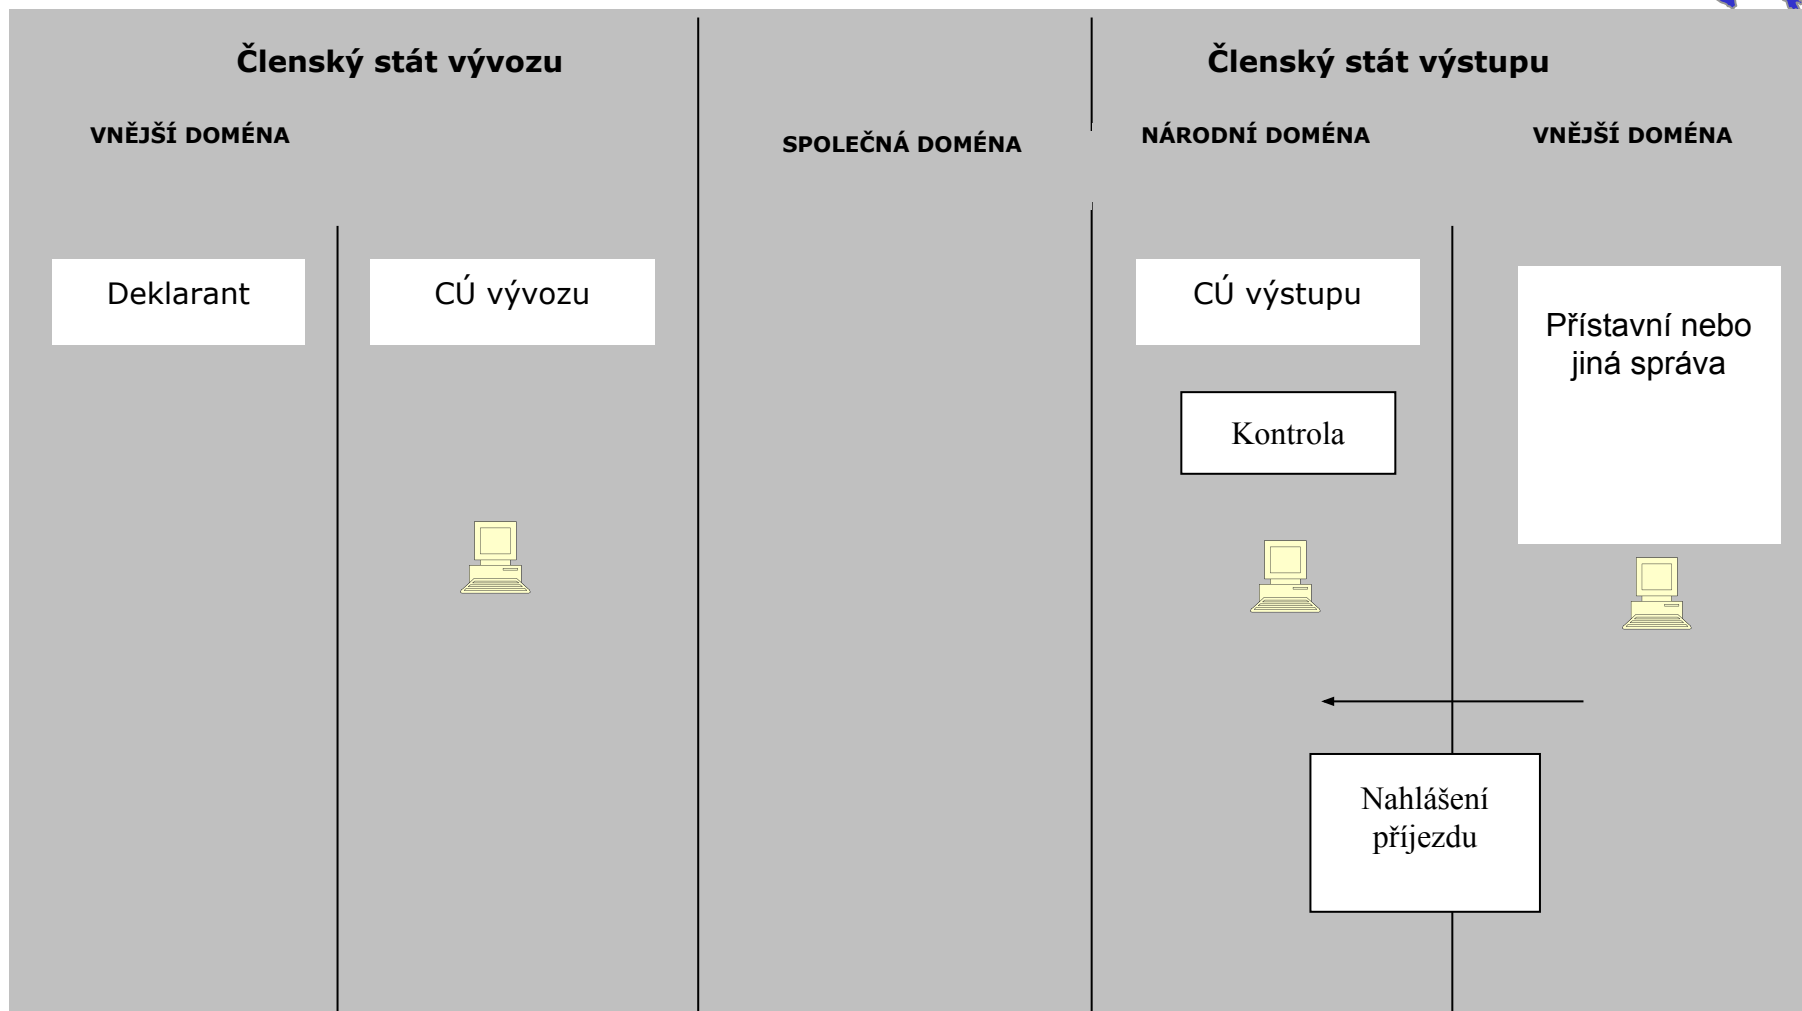 Členský stát vývozu
Členský stát výstupu
VNĚJŠÍ DOMÉNA
SPOLEČNÁ DOMÉNA
NÁRODNÍ DOMÉNA
VNĚJŠÍ DOMÉNA
Deklarant
CÚ vývozu
CÚ výstupu
Přístavní nebo
jiná správa
Kontrola
Nahlášení
příjezdu